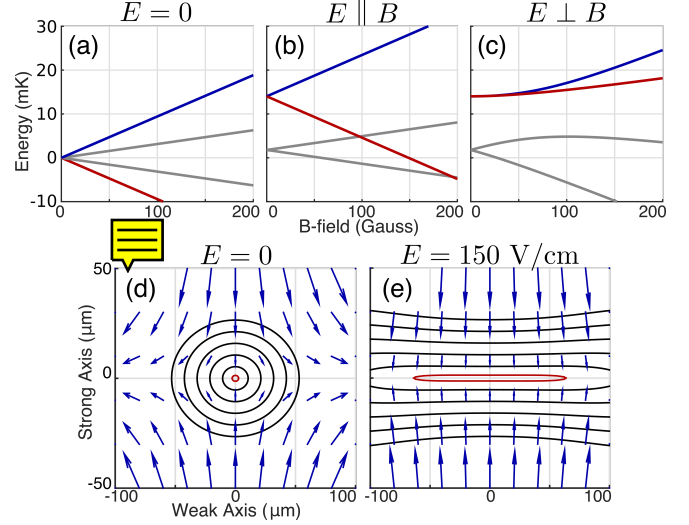 E = 0
E ∥ B
E ⊥ B
(a)
(b)
(c)
Energy (mK)
30
20
10
0
-10
0
100
200
0
100
200
0
100
200
B-field (Gauss)
E = 0
E = 150 V/cm
(d)
(e)
Strong Axis (µm)
50
0
-50
-100
0
100
-100
0
100
Weak Axis (µm)